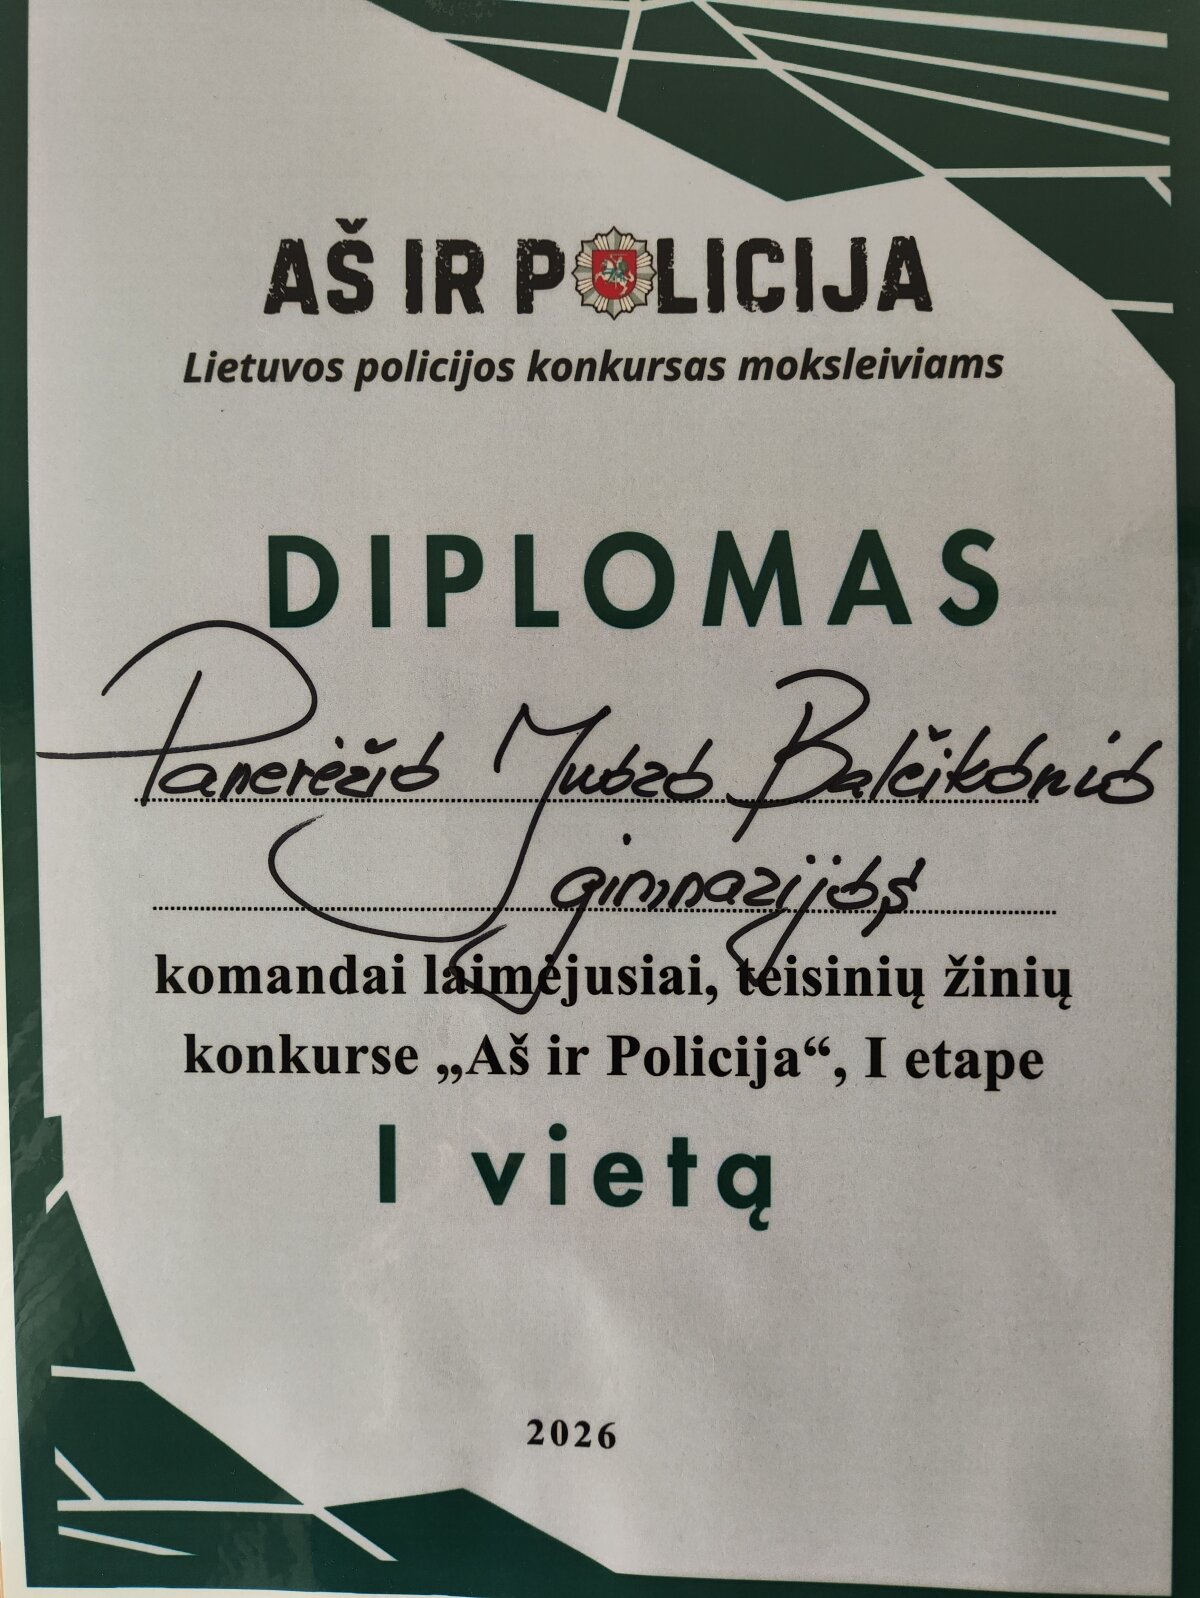 AŠ IR POLICIJA
Lietuvos policijos konkursas moksleiviams
DIPLOMAS
Panevėžio Juozo Balčikonio
gimnazijos
komandai laimėjusiai, teisinių žinių
konkurse „Aš ir Policija“, I etape
I vietą
2026